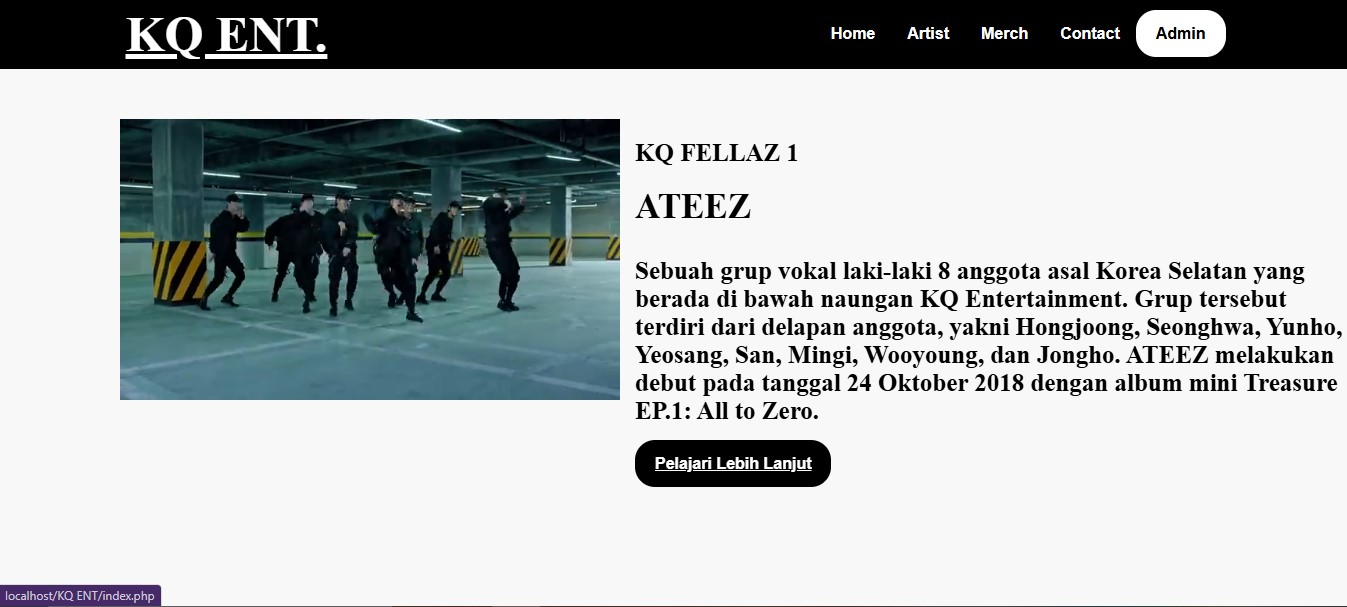 KQ ENT.
Home Artist Merch Contact Admin
KQ FELLAZ 1
ATEEZ
Sebuah grup vokal laki-laki 8 anggota asal Korea Selatan yang
berada di bawah naungan KQ Entertainment. Grup tersebut
terdiri dari delapan anggota, yakni Hongjoong, Seonghwa, Yunho,
Yeosang, San, Mingi, Wooyoung, dan Jongho. ATEEZ melakukan
debut pada tanggal 24 Oktober 2018 dengan album mini Treasure
EP.1: All to Zero.
Pelajari Lebih Lanjut
localhost/KQ ENT/index.php